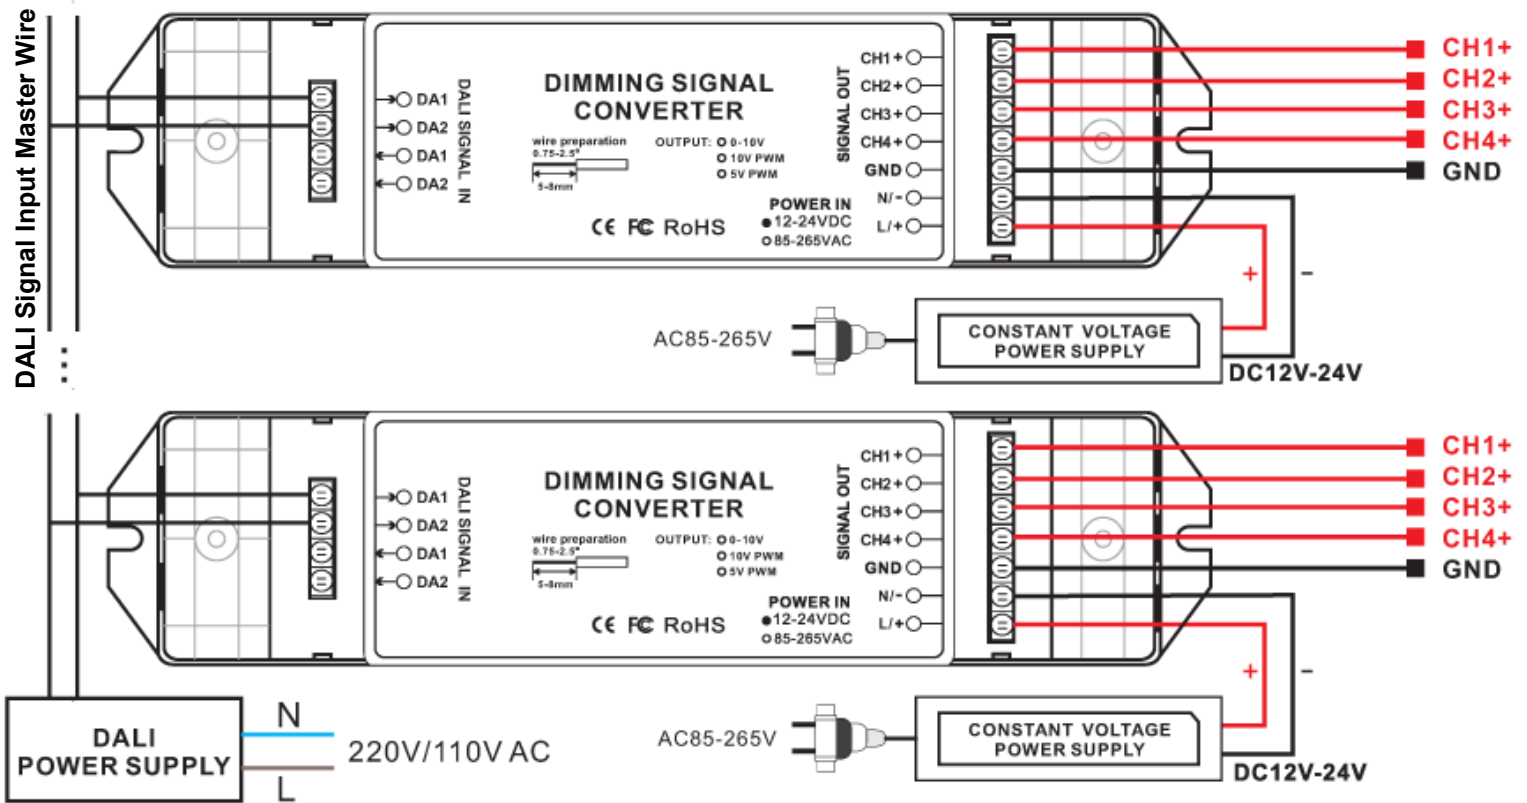 DALI Signal Input Master Wire
DALI SIGNAL IN
DA1
DA2
DA1
DA2
DIMMING SIGNAL
CONVERTER
wire preparation
0.75-2.5²
5-8mm
OUTPUT: 0-10V
10V PWM
5V PWM
CE FC RoHS
POWER IN
12-24VDC
85-265VAC
SIGNAL OUT
CH1+
CH2+
CH3+
CH4+
GND
N/-
L/+
CH1+
CH2+
CH3+
CH4+
GND
+ -
AC85-265V
CONSTANT VOLTAGE
POWER SUPPLY
DC12V-24V
DALI SIGNAL IN
DA1
DA2
DA1
DA2
DIMMING SIGNAL
CONVERTER
wire preparation
0.75-2.5²
5-8mm
OUTPUT: 0-10V
10V PWM
5V PWM
CE FC RoHS
POWER IN
12-24VDC
85-265VAC
SIGNAL OUT
CH1+
CH2+
CH3+
CH4+
GND
N/-
L/+
CH1+
CH2+
CH3+
CH4+
GND
+ -
DALI
POWER SUPPLY
N
220V/110V AC
L
AC85-265V
CONSTANT VOLTAGE
POWER SUPPLY
DC12V-24V